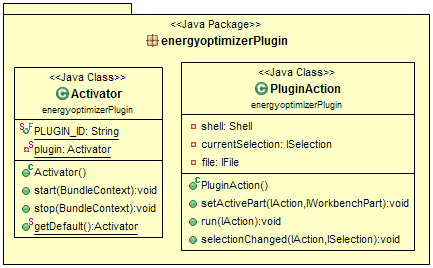 <<Java Package>>
energyoptimizerPlugin
<<Java Class>>
Activator
energyoptimizerPlugin
PLUGIN_ID: String
plugin: Activator
Activator()
start(BundleContext):void
stop(BundleContext):void
getDefault():Activator
<<Java Class>>
PluginAction
energyoptimizerPlugin
shell: Shell
currentSelection: ISelection
file: IFile
PluginAction()
setActivePart(IAction,IWorkbenchPart):void
run(IAction):void
selectionChanged(IAction,ISelection):void